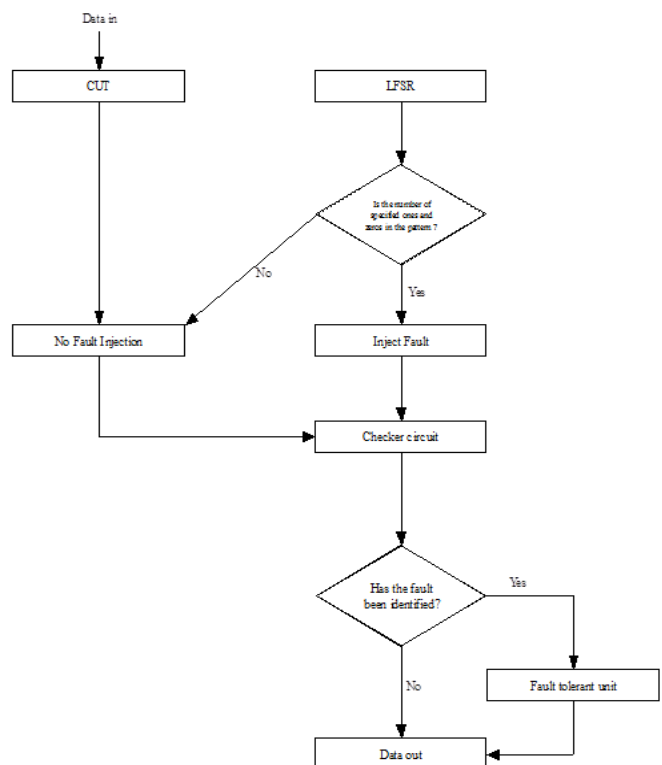 Data in
CUT
LFSR
Is the number of
specified ones and
zeros in the pattern ?
No
Yes
No Fault Injection
Inject Fault
Checker circuit
Has the fault
been identified?
Yes
No
Fault tolerant unit
Data out